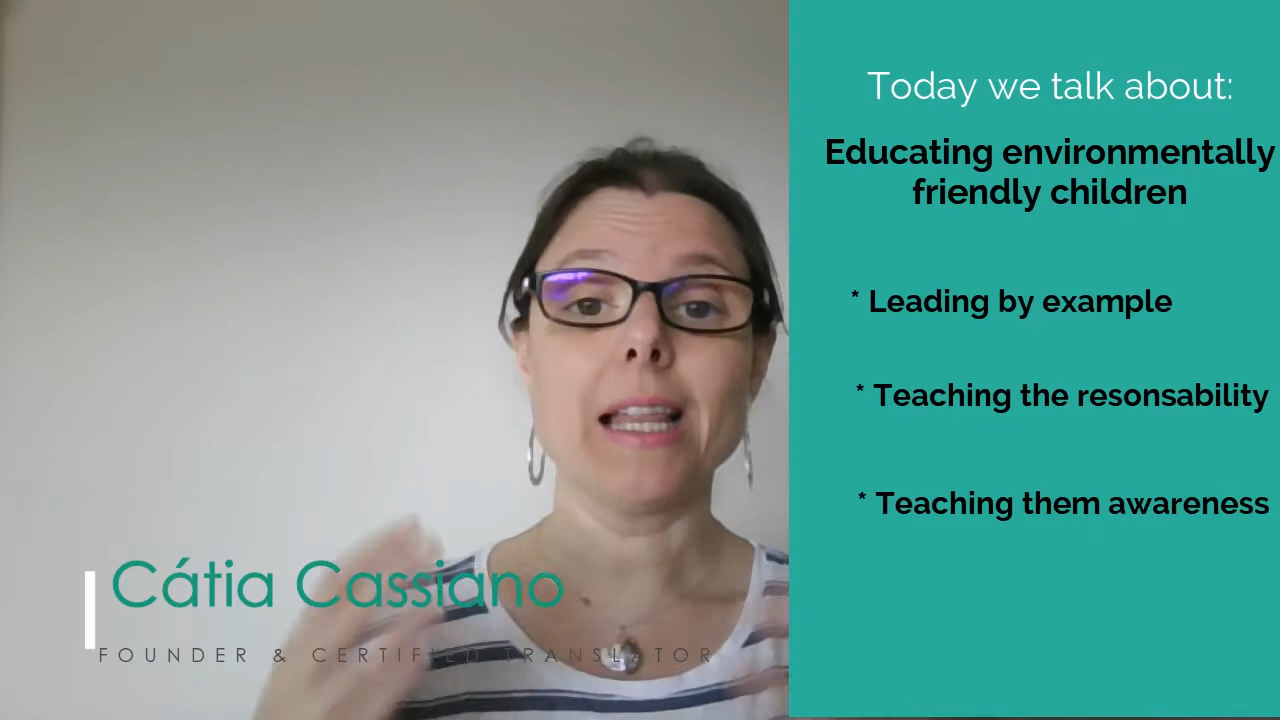 Today we talk about:
Educating environmentally
friendly children
* Leading by example
* Teaching the resonsability
* Teaching them awareness
Cátia Cassiano
FOUNDER & CERTIFIED TRANSLATOR